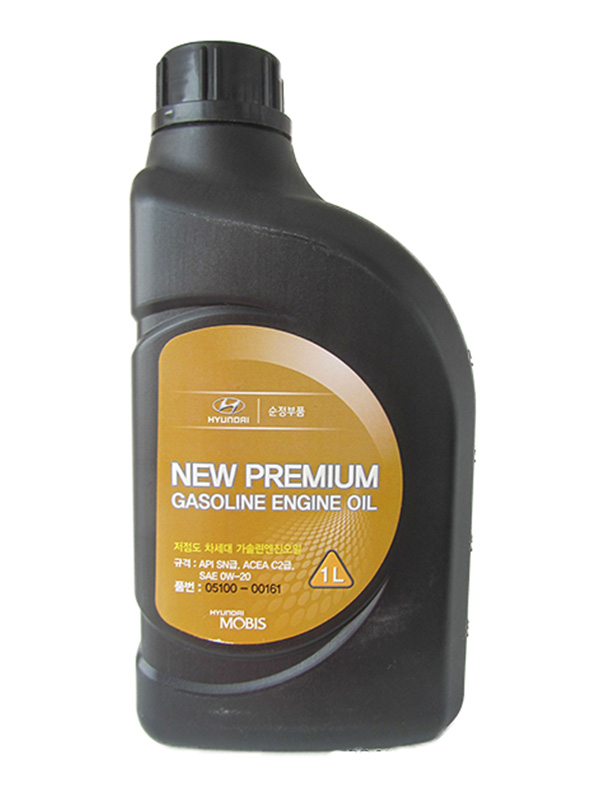 HYUNDAI 순정부품
NEW PREMIUM
GASOLINE ENGINE OIL
저점도 차세대 가솔린엔진오일
규격 : API SN급, ACEA C2급,
SAE 0W-20
1L
품번 : 05100 - 00161
HYUNDAI
MOBIS